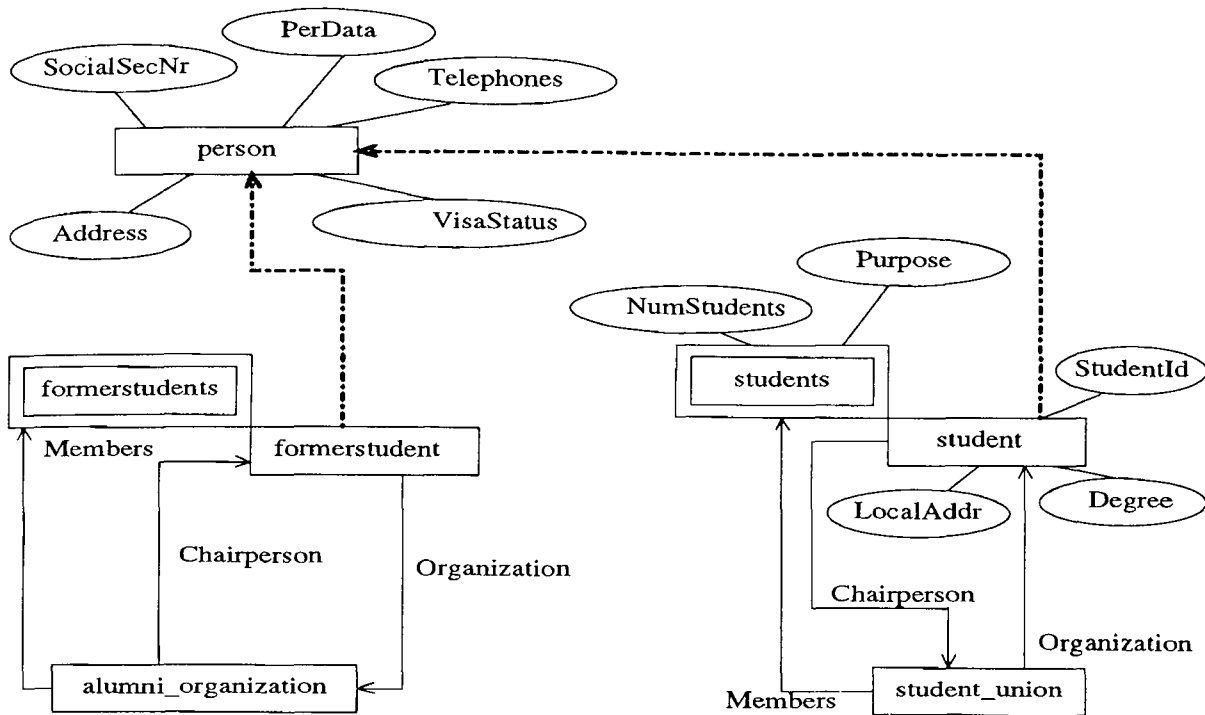 PerData
SocialSecNr
Telephones
person
Address
VisaStatus
Purpose
NumStudents
formerstudents
students
StudentId
Members
formerstudent
student
LocalAddr
Degree
Chairperson
Organization
Chairperson
Organization
alumni_organization
Members
student_union